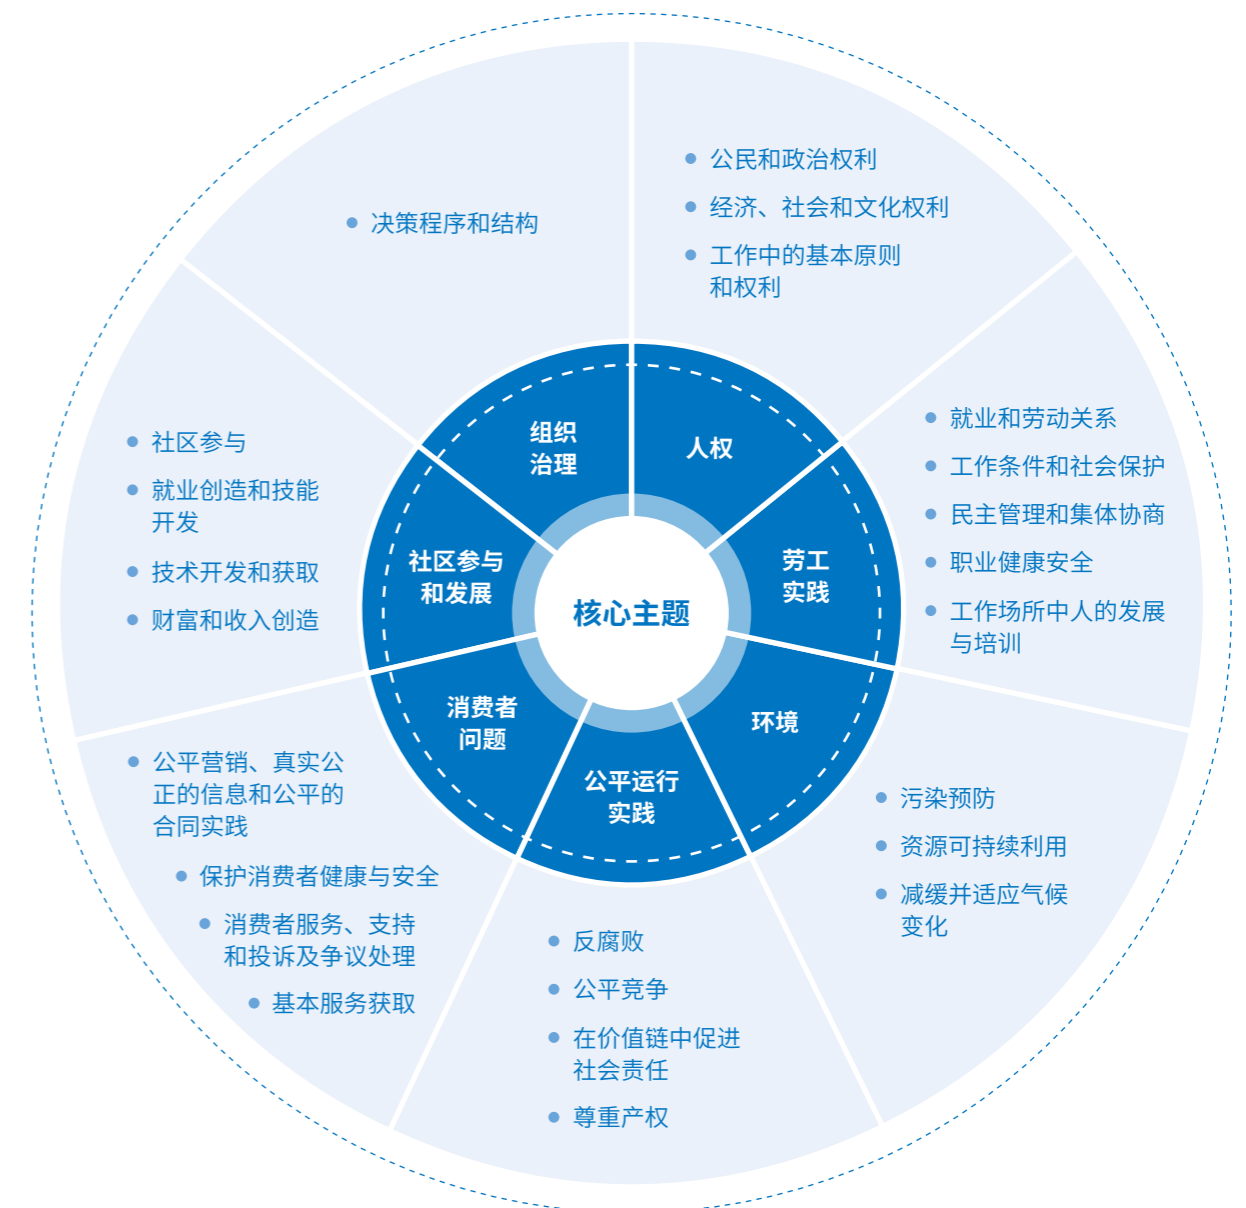 核心主题
组织
治理
决策程序和结构
人权
公民和政治权利
经济、社会和文化权利
工作中的基本原则
和权利
劳工
实践
就业和劳动关系
工作条件和社会保护
民主管理和集体协商
职业健康安全
工作场所中人的发展
与培训
环境
污染预防
资源可持续利用
减缓并适应气候
变化
公平运行
实践
反腐败
公平竞争
在价值链中促进
社会责任
尊重产权
消费者
问题
公平营销、真实公
正的信息和公平的
合同实践
保护消费者健康与安全
消费者服务、支持
和投诉及争议处理
基本服务获取
社区参与
和发展
社区参与
就业创造和技能
开发
技术开发和获取
财富和收入创造